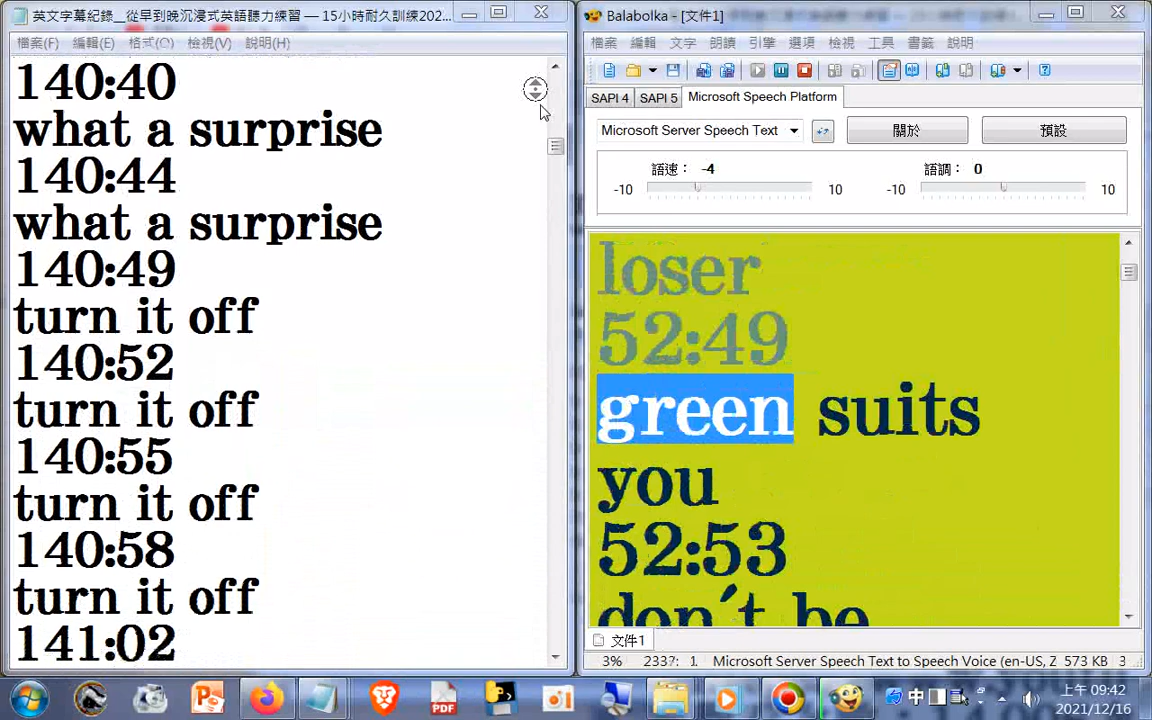 英文字幕紀錄__從早到晚沉浸式英語聽力練習 — 15小時耐久訓練202...
檔案(F) 編輯(E) 格式(O) 檢視(V) 說明(H)
140:40
what a surprise
140:44
what a surprise
140:49
turn it off
140:52
turn it off
140:55
turn it off
140:58
turn it off
141:02
Balabolka - [文件1]
檔案 編輯 文字 朗讀 引擎 選項 檢視 工具 書籤 說明
SAPI 4 SAPI 5 Microsoft Speech Platform
Microsoft Server Speech Text 關於 預設
語速： -4 語調： 0
-10 10 -10 10
loser
52:49
green suits
you
52:53
don't be
文件1
3% 233?: 1. Microsoft Server Speech Text to Speech Voice (en-US, Z 573 KB 3
中
上午 09:42
2021/12/16